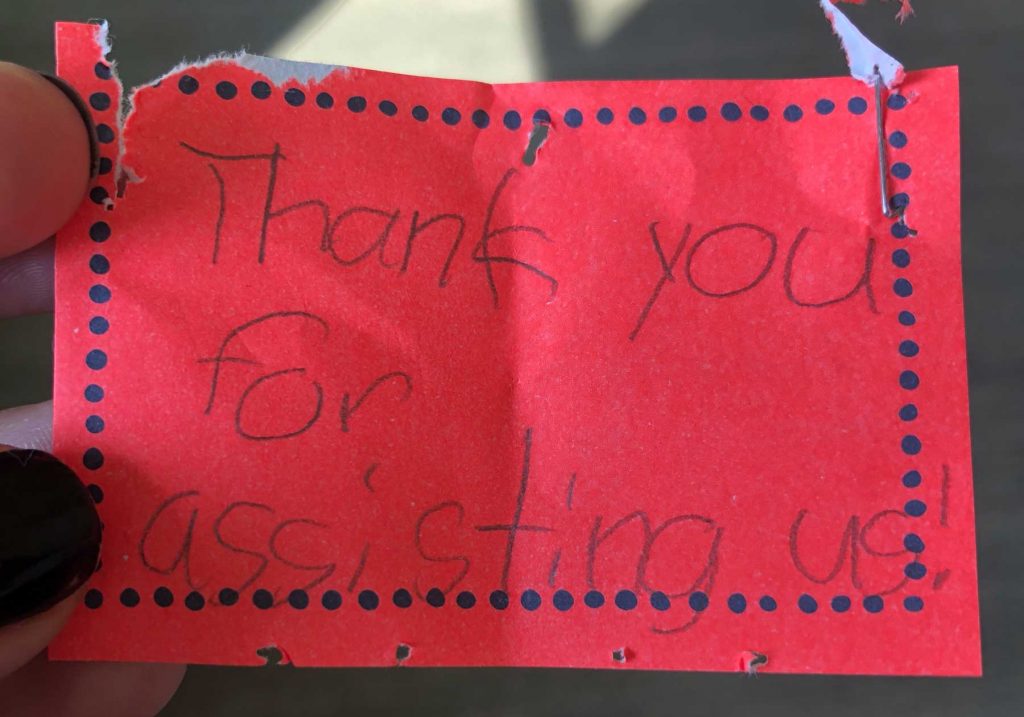 Thank you
for
assisting us!